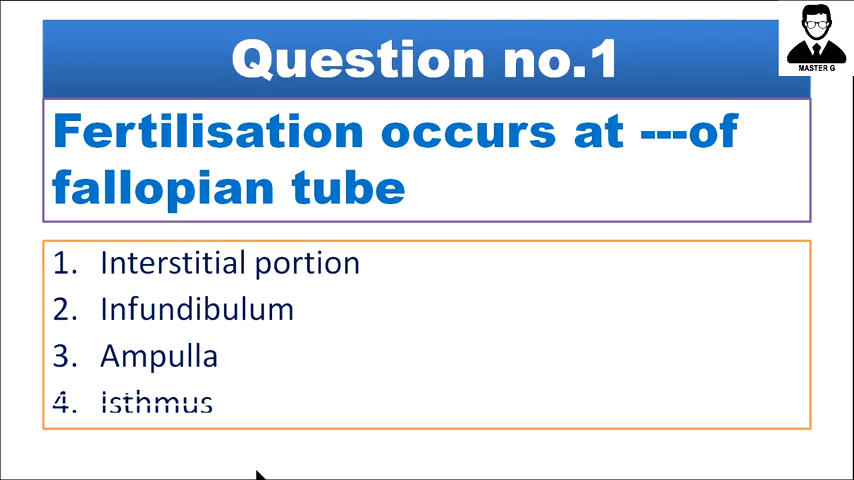 MASTER G
Question no.1
Fertilisation occurs at ---of
fallopian tube
1. Interstitial portion
2. Infundibulum
3. Ampulla
4. Isthmus